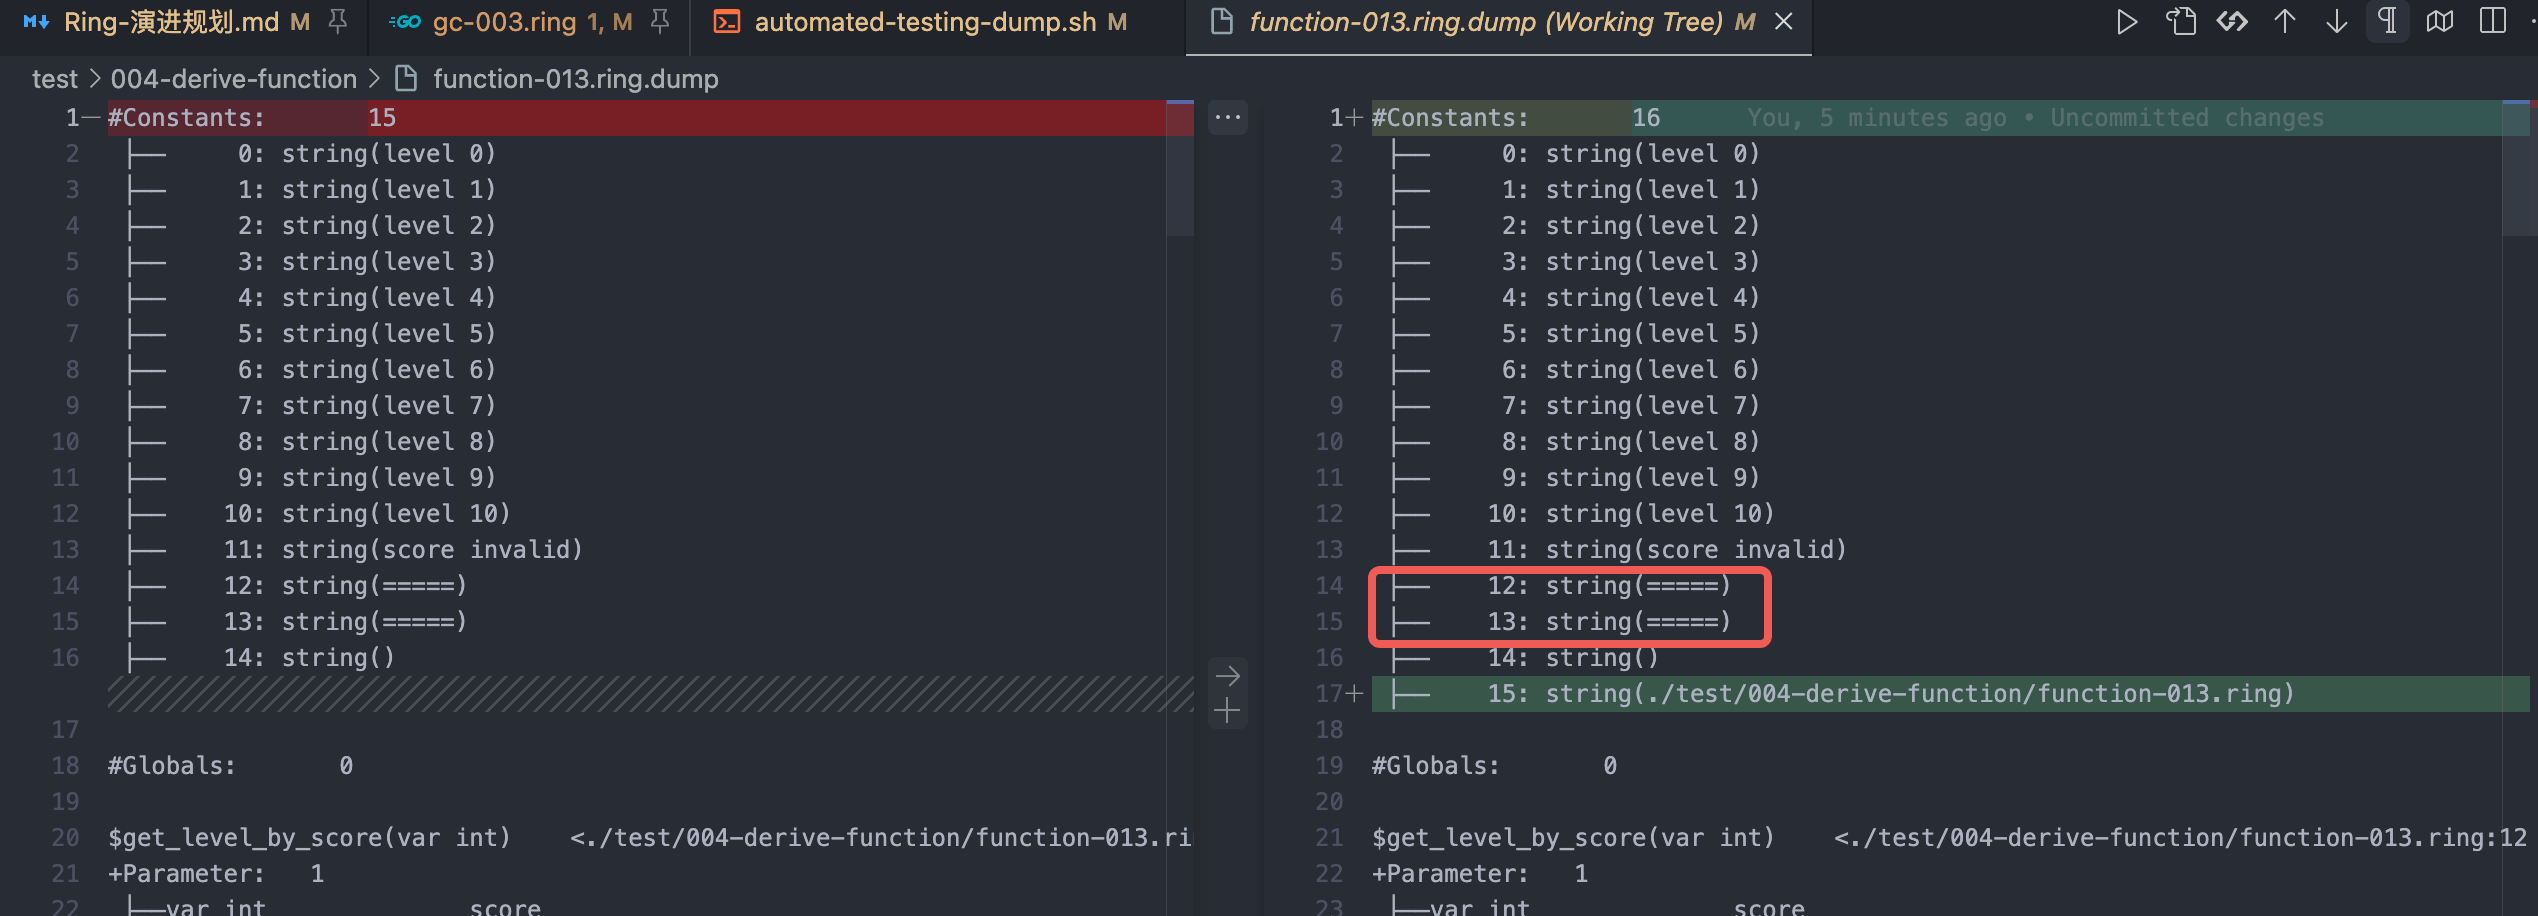 Ring-演进规划.md M
GO gc-003.ring 1, M
automated-testing-dump.sh M
function-013.ring.dump (Working Tree) M
test > 004-derive-function > function-013.ring.dump
1 — #Constants: 15
2 ├── 0: string(level 0)
3 ├── 1: string(level 1)
4 ├── 2: string(level 2)
5 ├── 3: string(level 3)
6 ├── 4: string(level 4)
7 ├── 5: string(level 5)
8 ├── 6: string(level 6)
9 ├── 7: string(level 7)
10 ├── 8: string(level 8)
11 ├── 9: string(level 9)
12 ├── 10: string(level 10)
13 ├── 11: string(score invalid)
14 ├── 12: string(=====)
15 ├── 13: string(=====)
16 ├── 14: string()
17
18 #Globals: 0
19
20 $get_level_by_score(var int) <./test/004-derive-function/function-013.ri
21 +Parameter: 1
22 ├──var int score
1 + #Constants: 16 You, 5 minutes ago • Uncommitted changes
2 ├── 0: string(level 0)
3 ├── 1: string(level 1)
4 ├── 2: string(level 2)
5 ├── 3: string(level 3)
6 ├── 4: string(level 4)
7 ├── 5: string(level 5)
8 ├── 6: string(level 6)
9 ├── 7: string(level 7)
10 ├── 8: string(level 8)
11 ├── 9: string(level 9)
12 ├── 10: string(level 10)
13 ├── 11: string(score invalid)
14 ├── 12: string(=====)
15 ├── 13: string(=====)
16 ├── 14: string()
17 + ├── 15: string(./test/004-derive-function/function-013.ring)
18
19 #Globals: 0
20
21 $get_level_by_score(var int) <./test/004-derive-function/function-013.ring:12
22 +Parameter: 1
23 ├──var int score